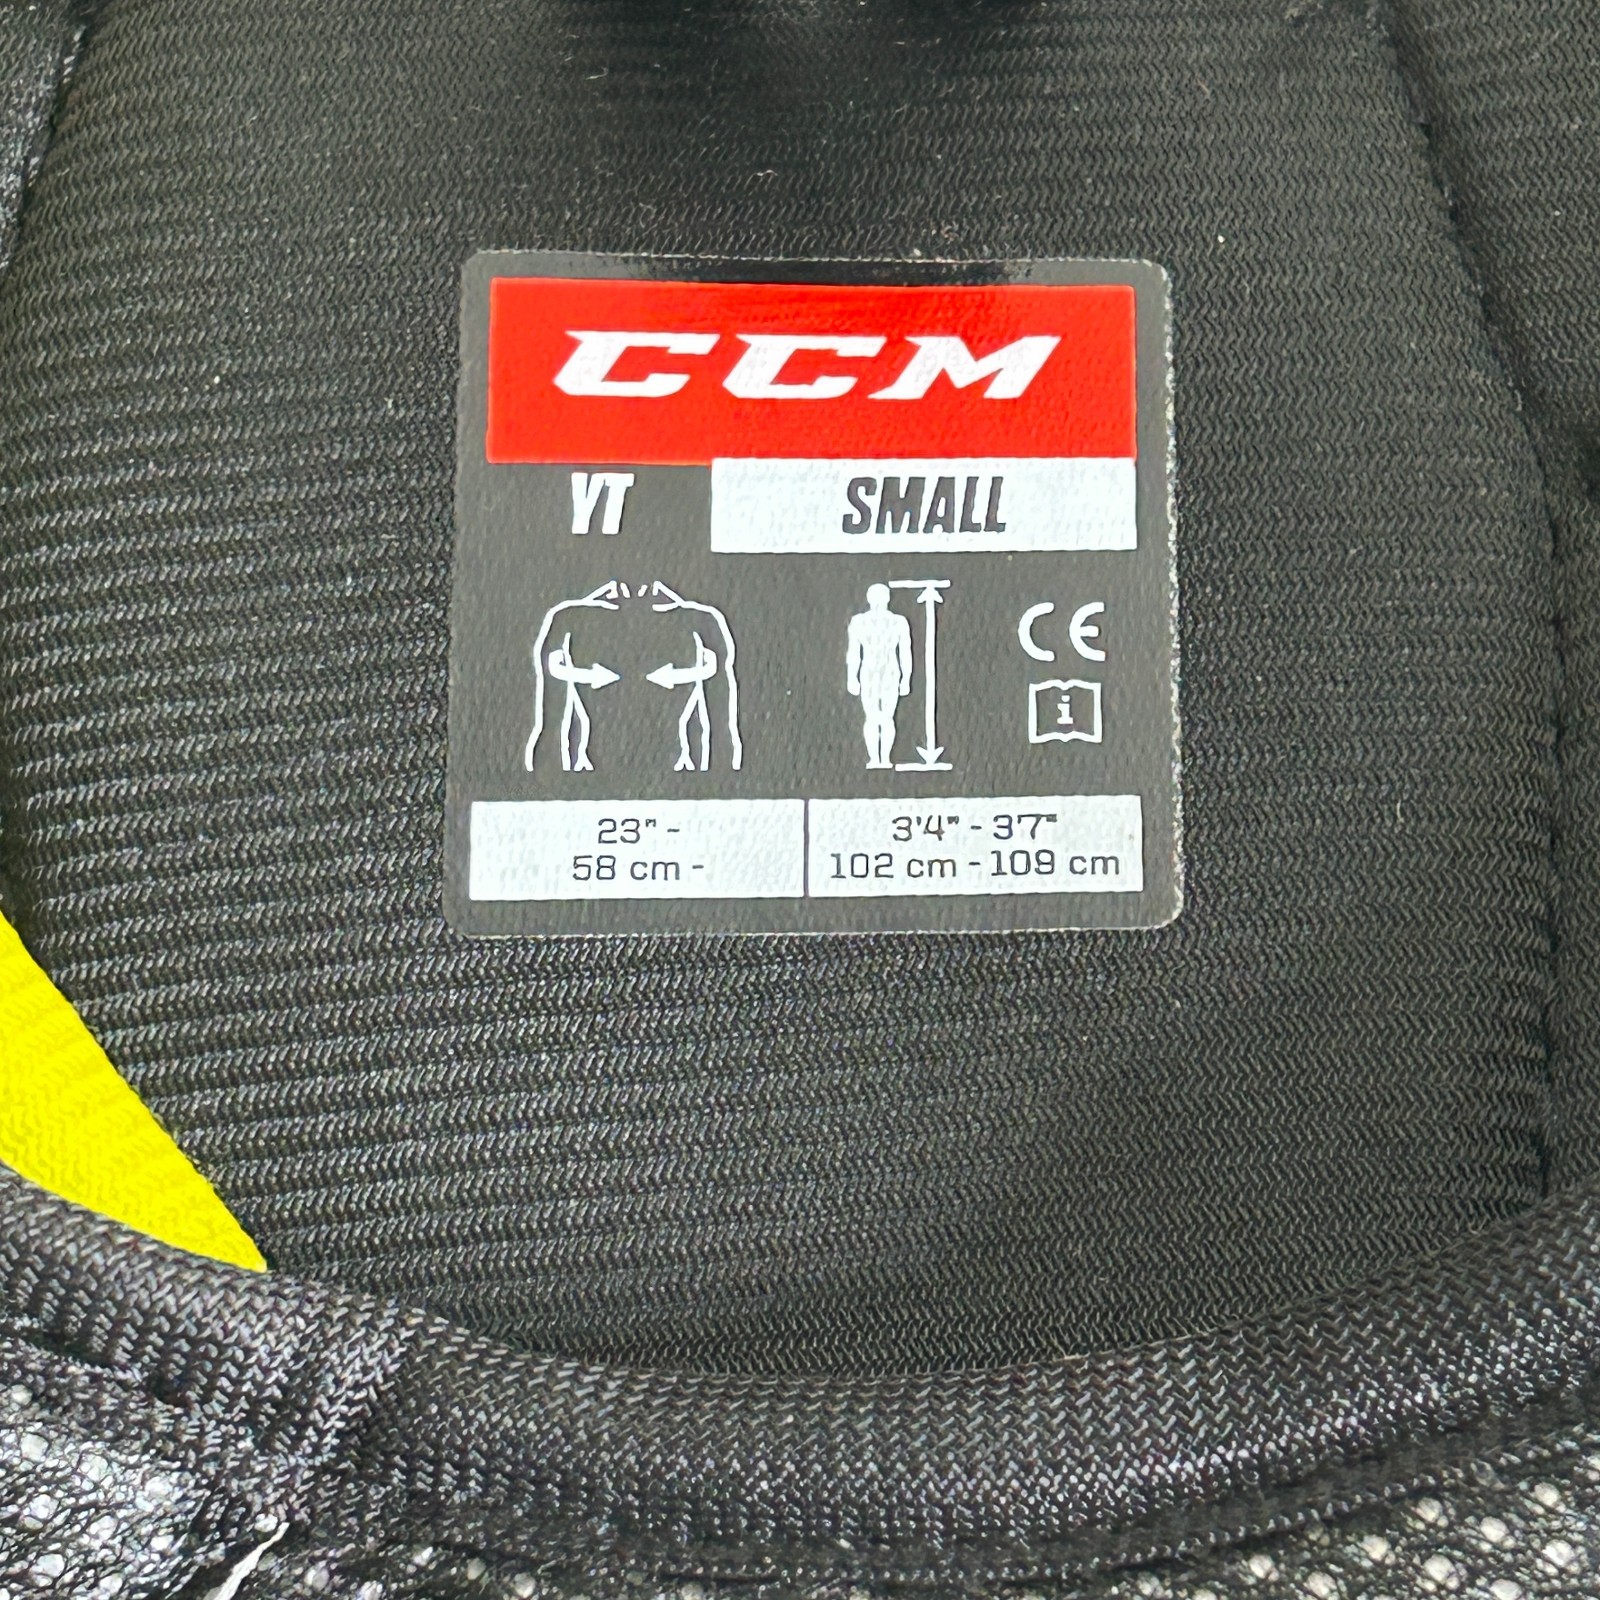 CCM
YT SMALL
CE
i
23" - 3'4" - 3'7"
58 cm - 102 cm - 109 cm